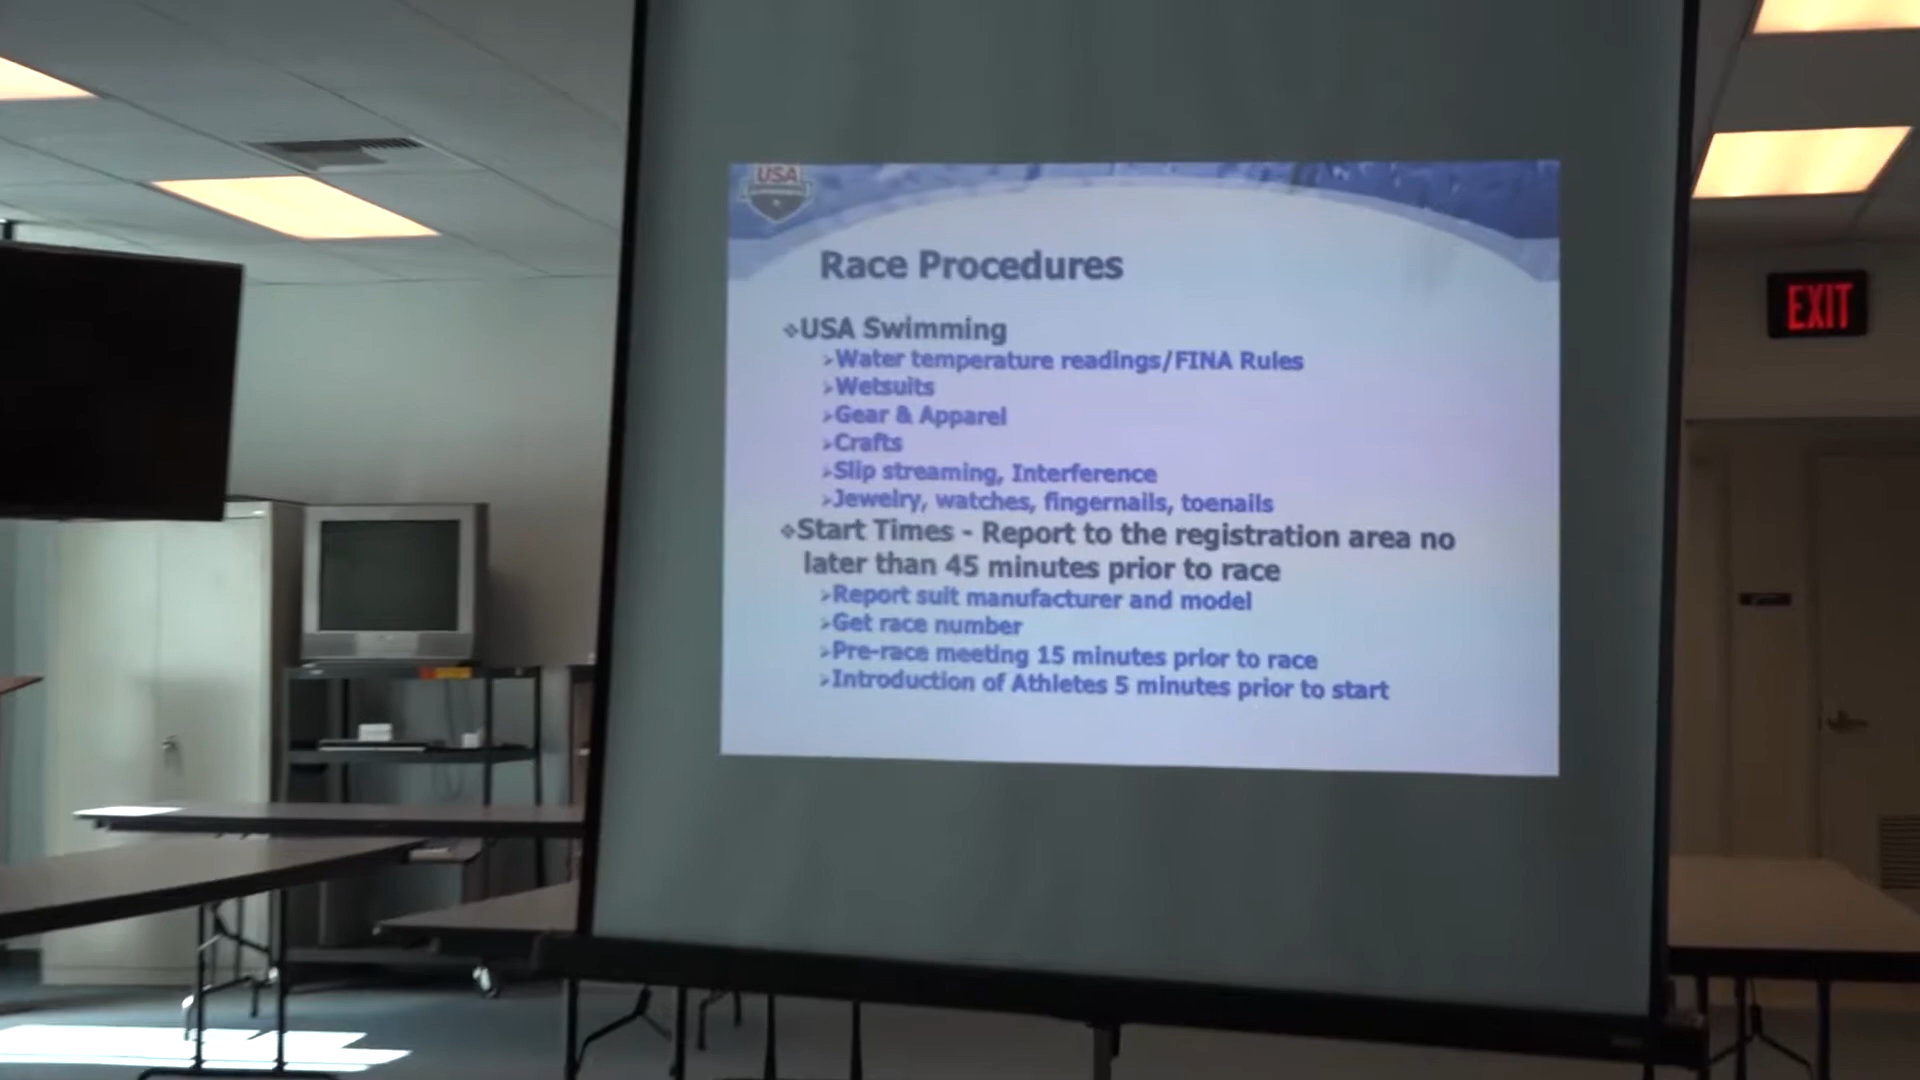 USA
Race Procedures
❖USA Swimming
➢Water temperature readings/FINA Rules
➢Wetsuits
➢Gear & Apparel
➢Crafts
➢Slip streaming, Interference
➢Jewelry, watches, fingernails, toenails
❖Start Times - Report to the registration area no
later than 45 minutes prior to race
➢Report suit manufacturer and model
➢Get race number
➢Pre-race meeting 15 minutes prior to race
➢Introduction of Athletes 5 minutes prior to start
EXIT